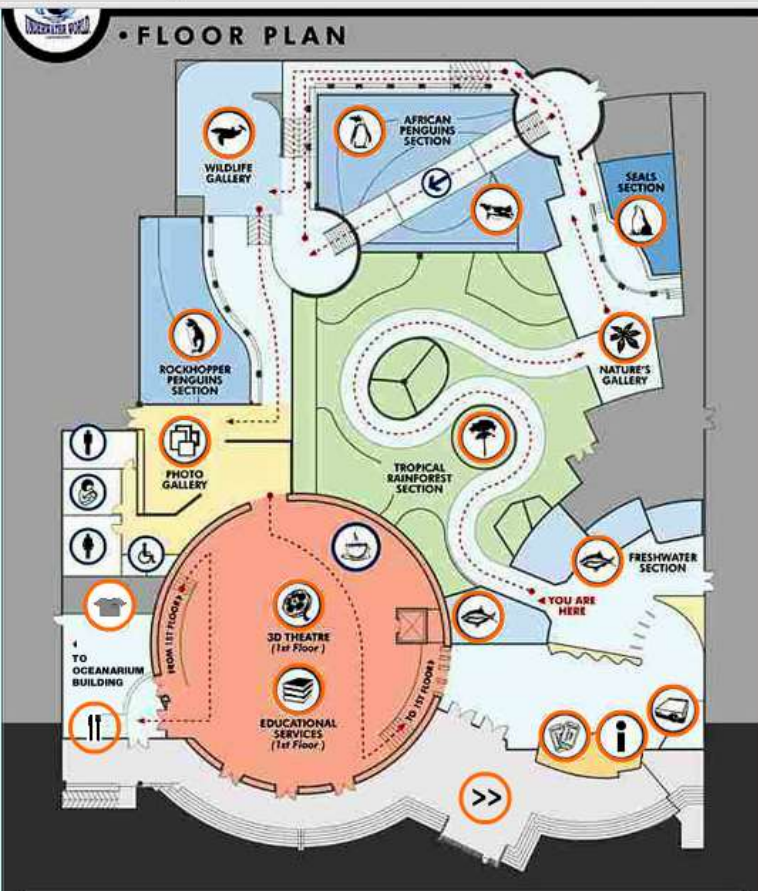 UNDERWATER WORLD
• FLOOR PLAN
AFRICAN
PENGUINS
SECTION
WILDLIFE
GALLERY
SEALS
SECTION
ROCKHOPPER
PENGUINS
SECTION
NATURE'S
GALLERY
PHOTO
GALLERY
TROPICAL
RAINFOREST
SECTION
FRESHWATER
SECTION
YOU ARE
HERE
FROM 1ST FLOOR
3D THEATRE
(1st Floor)
TO
OCEANARIUM
BUILDING
TO 1ST FLOOR
EDUCATIONAL
SERVICES
(1st Floor)
i
>>